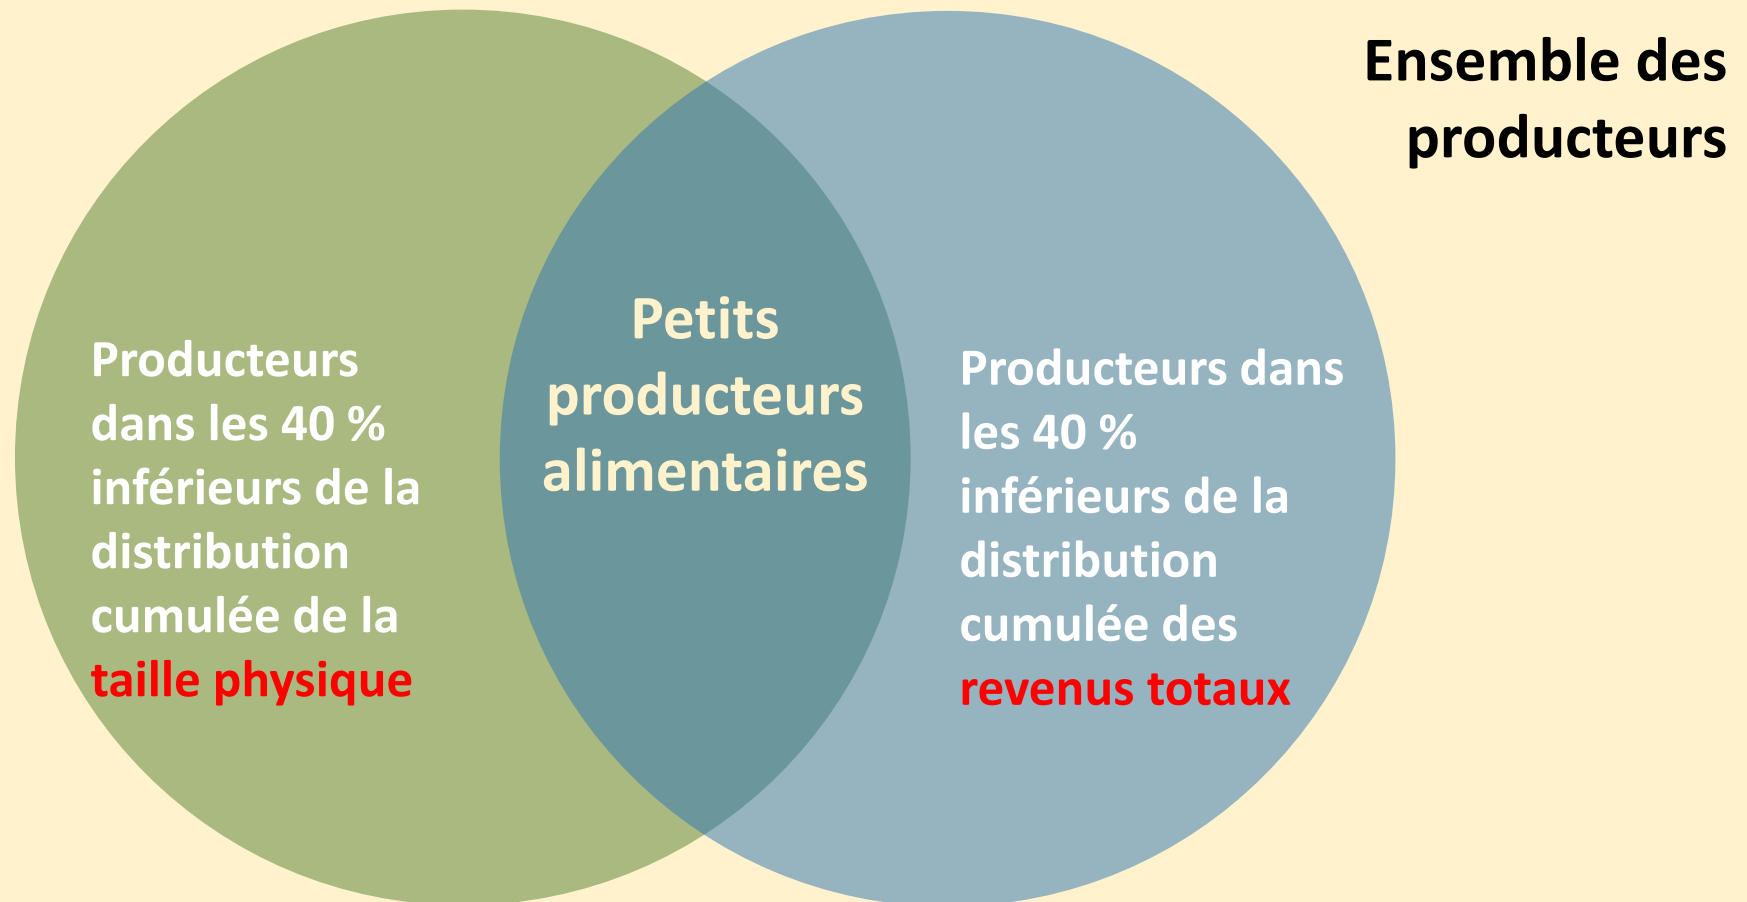 Ensemble des
producteurs
Producteurs
dans les 40 %
inférieurs de la
distribution
cumulée de la
taille physique
Petits
producteurs
alimentaires
Producteurs dans
les 40 %
inférieurs de la
distribution
cumulée des
revenus totaux